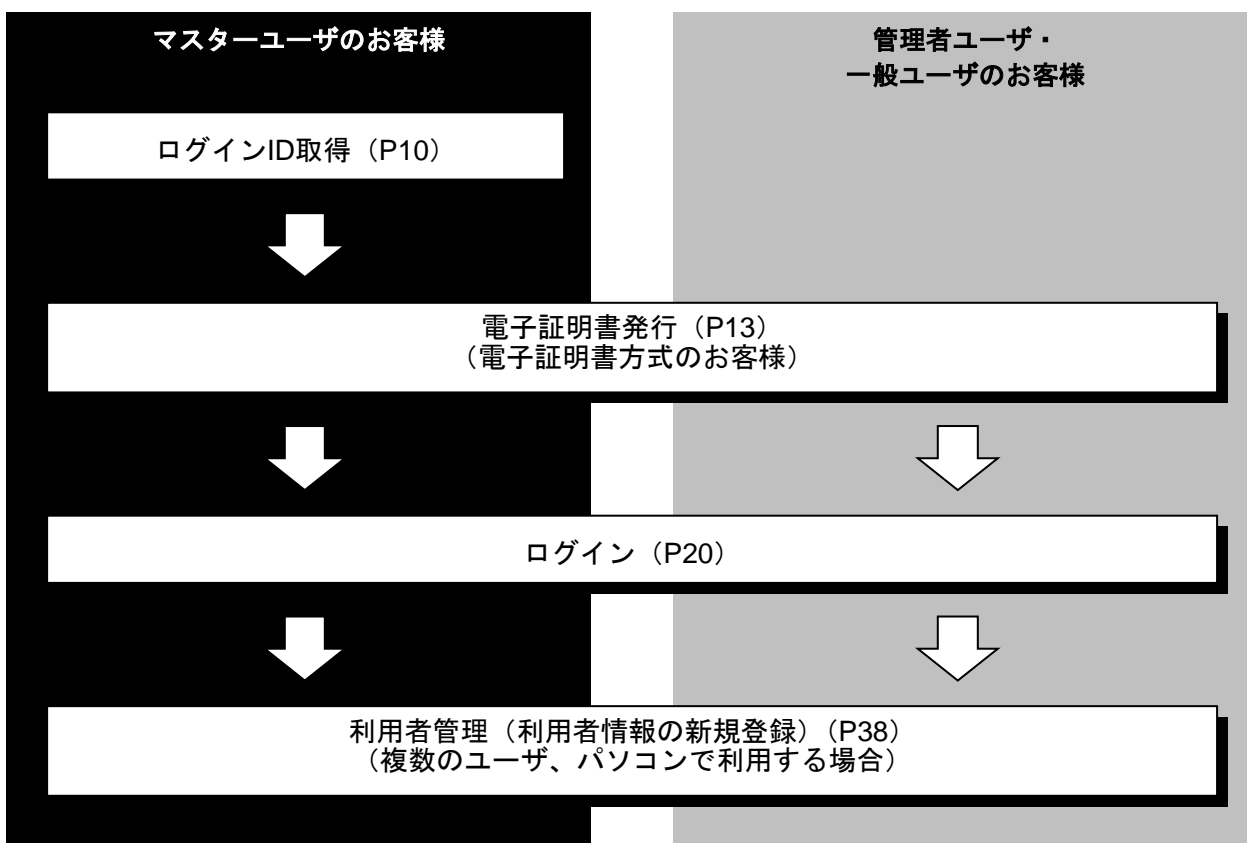 マスターユーザのお客様
管理者ユーザ・
一般ユーザのお客様
ログインID取得（P10）
電子証明書発行（P13）
（電子証明書方式のお客様）
ログイン（P20）
利用者管理（利用者情報の新規登録）（P38）
（複数のユーザ、パソコンで利用する場合）